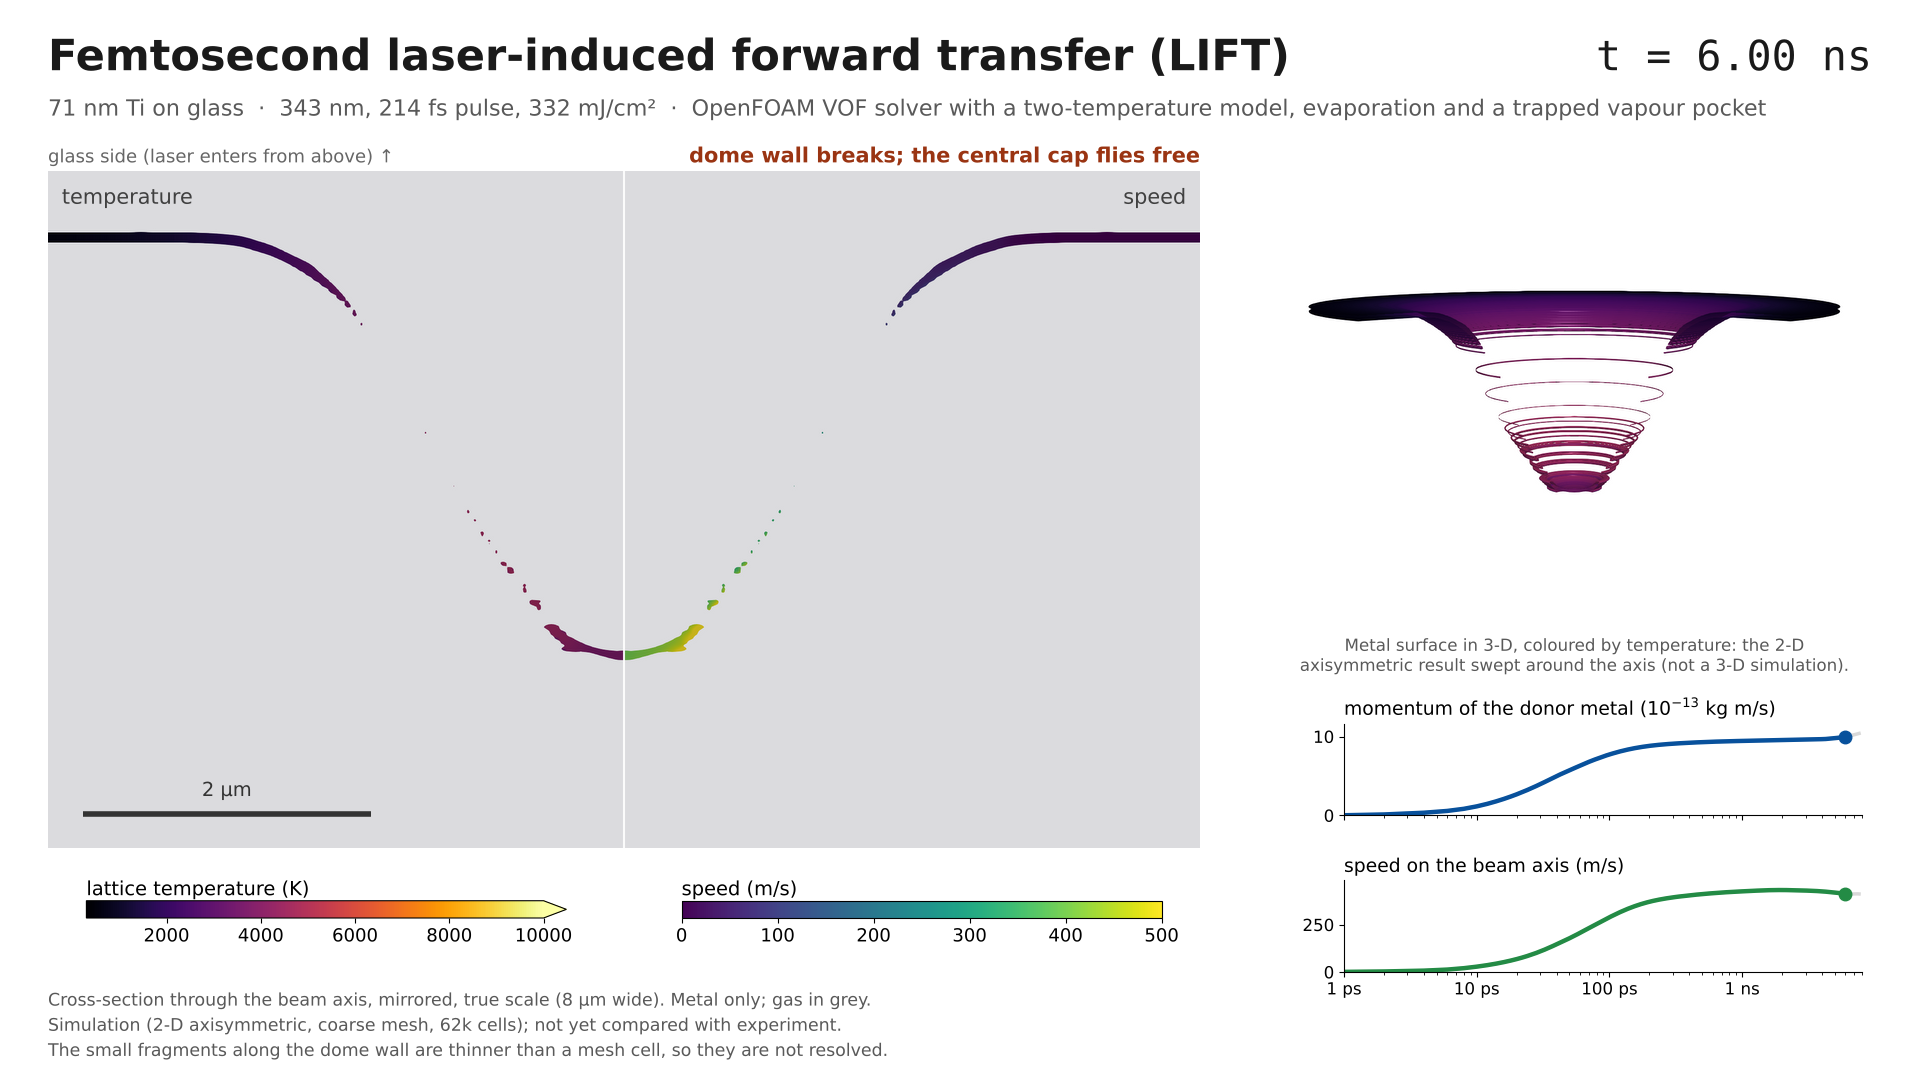 Femtosecond laser-induced forward transfer (LIFT)
t = 6.00 ns
71 nm Ti on glass · 343 nm, 214 fs pulse, 332 mJ/cm² · OpenFOAM VOF solver with a two-temperature model, evaporation and a trapped vapour pocket
glass side (laser enters from above) ↑
dome wall breaks; the central cap flies free
temperature
speed
2 µm
lattice temperature (K)
2000 4000 6000 8000 10000
speed (m/s)
0 100 200 300 400 500
Metal surface in 3-D, coloured by temperature: the 2-D
axisymmetric result swept around the axis (not a 3-D simulation).
momentum of the donor metal (10⁻¹³ kg m/s)
10
0
speed on the beam axis (m/s)
250
0
1 ps 10 ps 100 ps 1 ns
Cross-section through the beam axis, mirrored, true scale (8 µm wide). Metal only; gas in grey.
Simulation (2-D axisymmetric, coarse mesh, 62k cells); not yet compared with experiment.
The small fragments along the dome wall are thinner than a mesh cell, so they are not resolved.